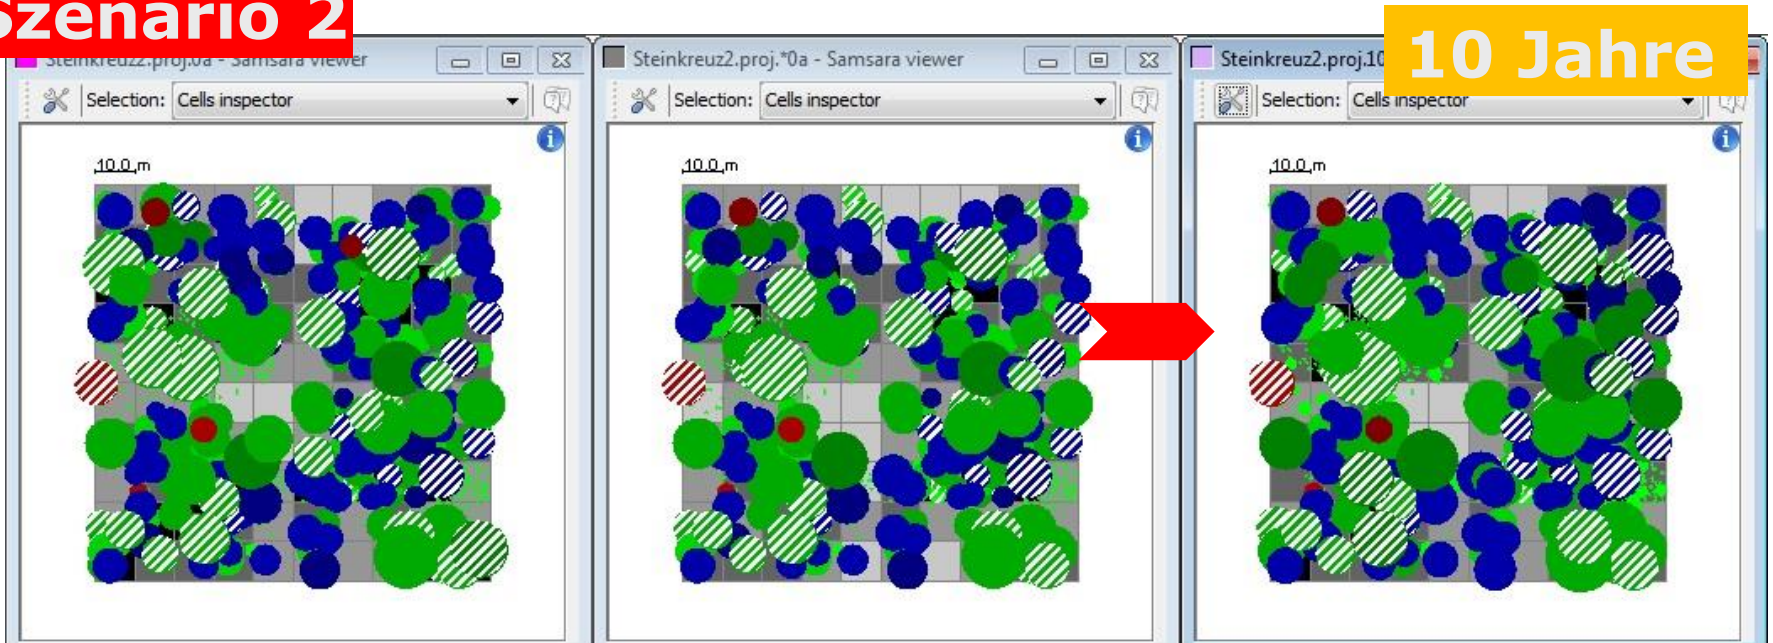 Szenario 2
10 Jahre
Steinkreuz2.proj.0a - Samsara viewer
Steinkreuz2.proj.*0a - Samsara viewer
Steinkreuz2.proj.10
Selection: Cells inspector
Selection: Cells inspector
Selection: Cells inspector
10.0 m
10.0 m
10.0 m